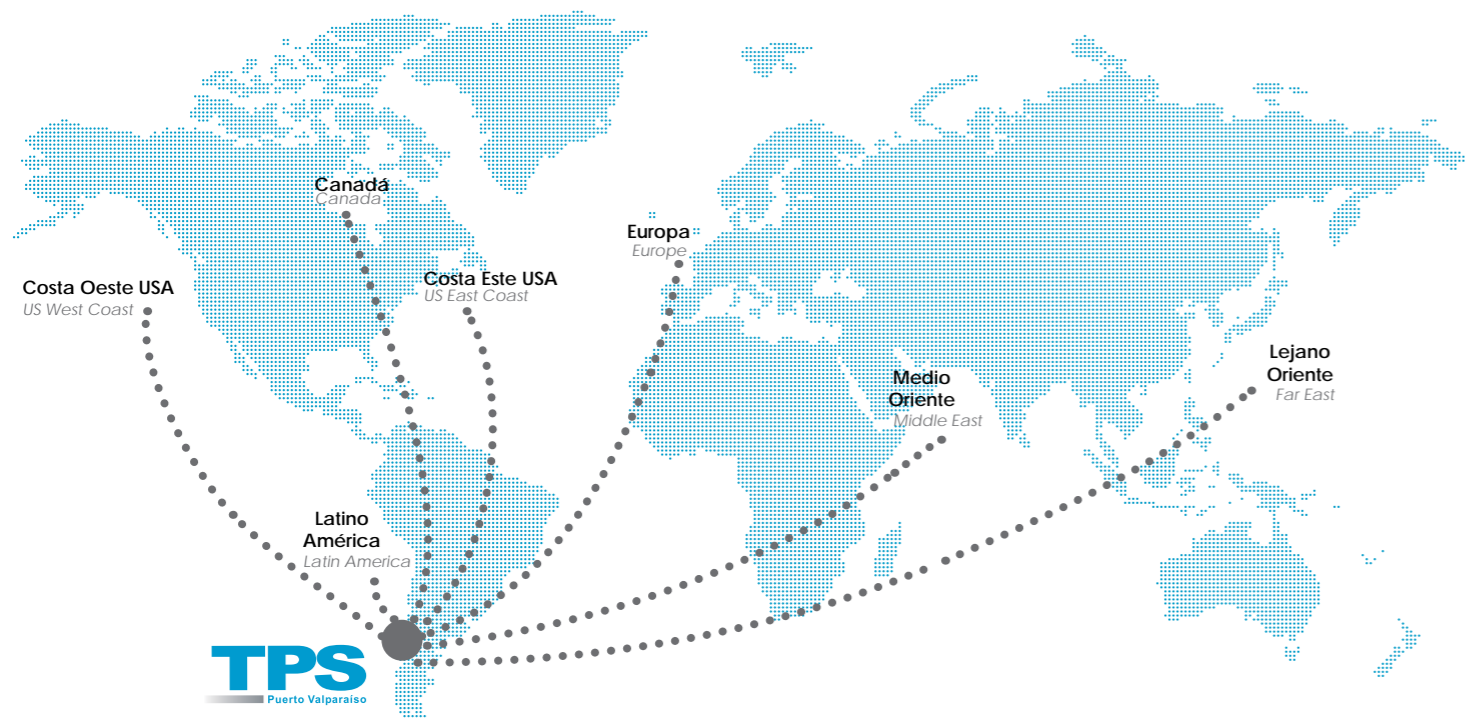 Canadá
Canada
Europa
Europe
Costa Oeste USA
US West Coast
Costa Este USA
US East Coast
Lejano
Oriente
Far East
Medio
Oriente
Middle East
Latino
América
Latin America
TPS
Puerto Valparaíso